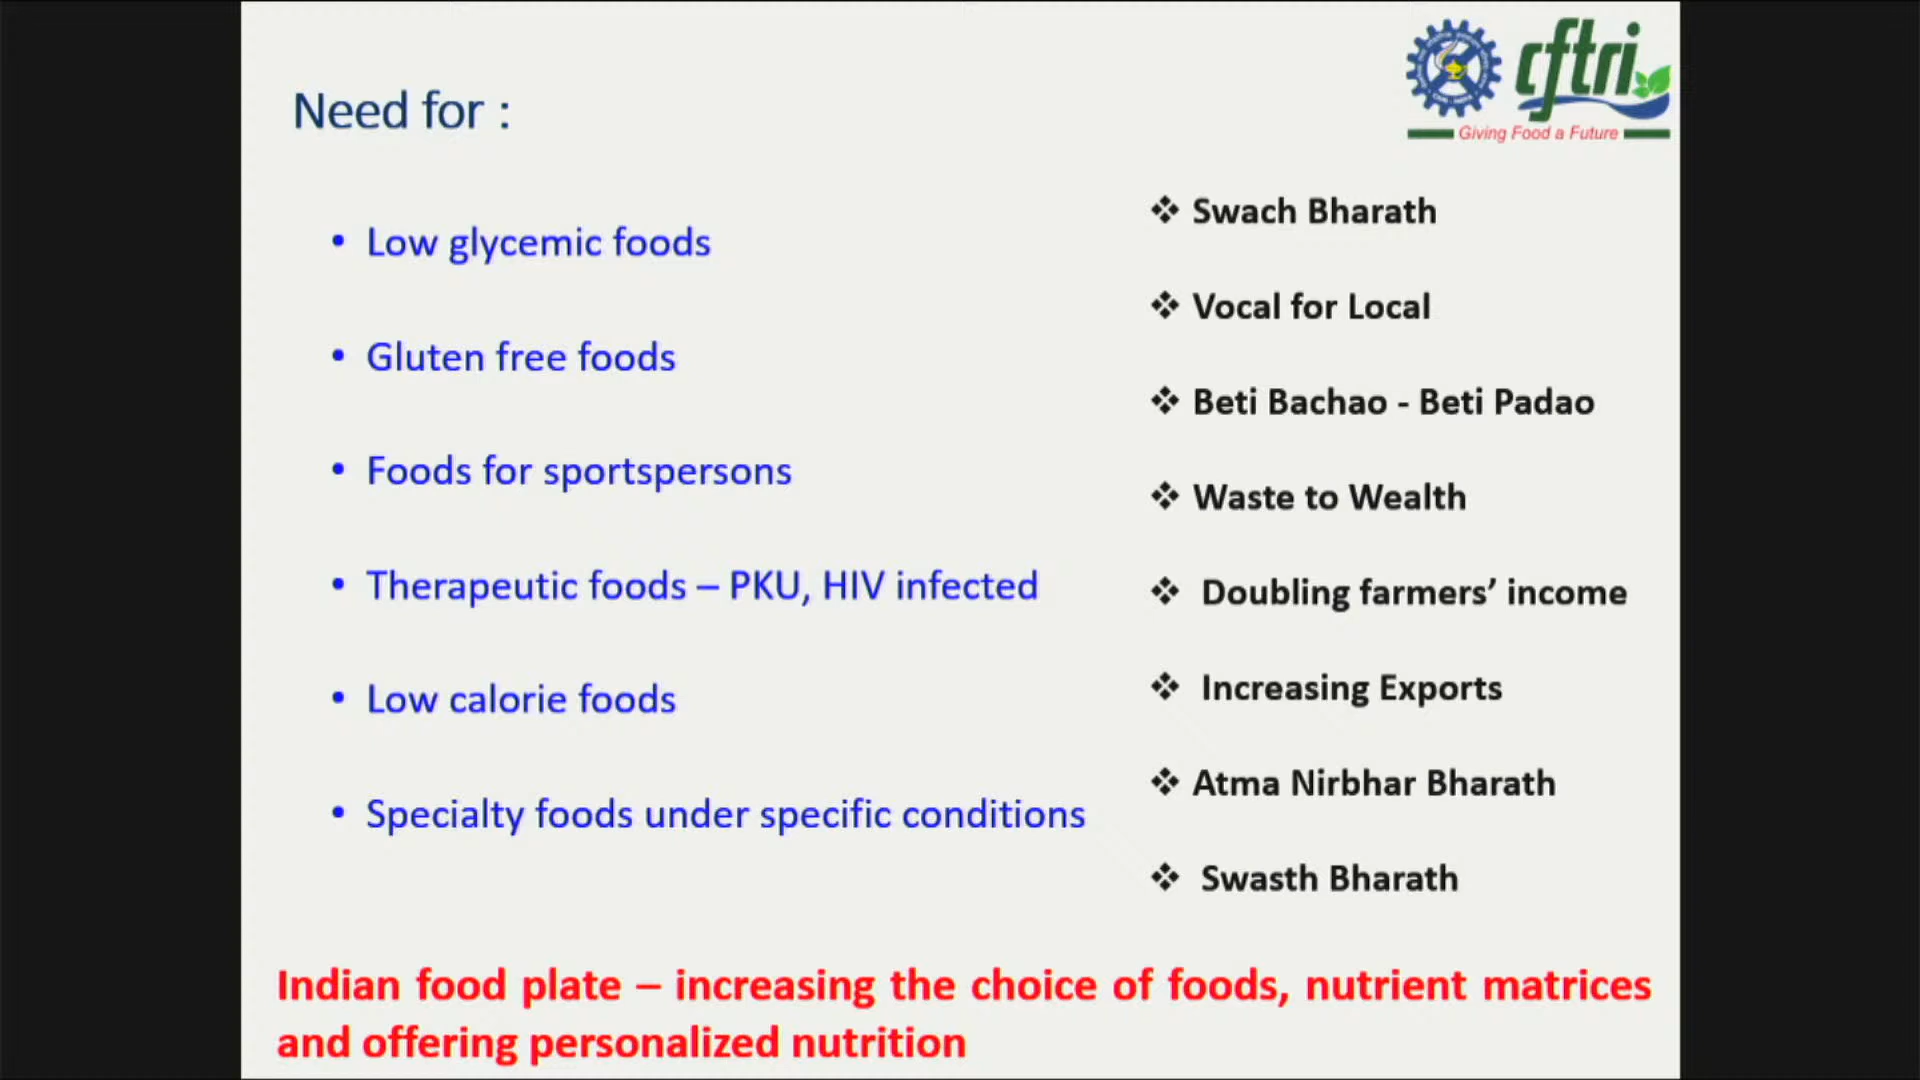 cftri
Giving Food a Future
Need for :
• Low glycemic foods
• Gluten free foods
• Foods for sportspersons
• Therapeutic foods – PKU, HIV infected
• Low calorie foods
• Specialty foods under specific conditions
❖ Swach Bharath
❖ Vocal for Local
❖ Beti Bachao - Beti Padao
❖ Waste to Wealth
❖ Doubling farmers’ income
❖ Increasing Exports
❖ Atma Nirbhar Bharath
❖ Swasth Bharath
Indian food plate – increasing the choice of foods, nutrient matrices
and offering personalized nutrition